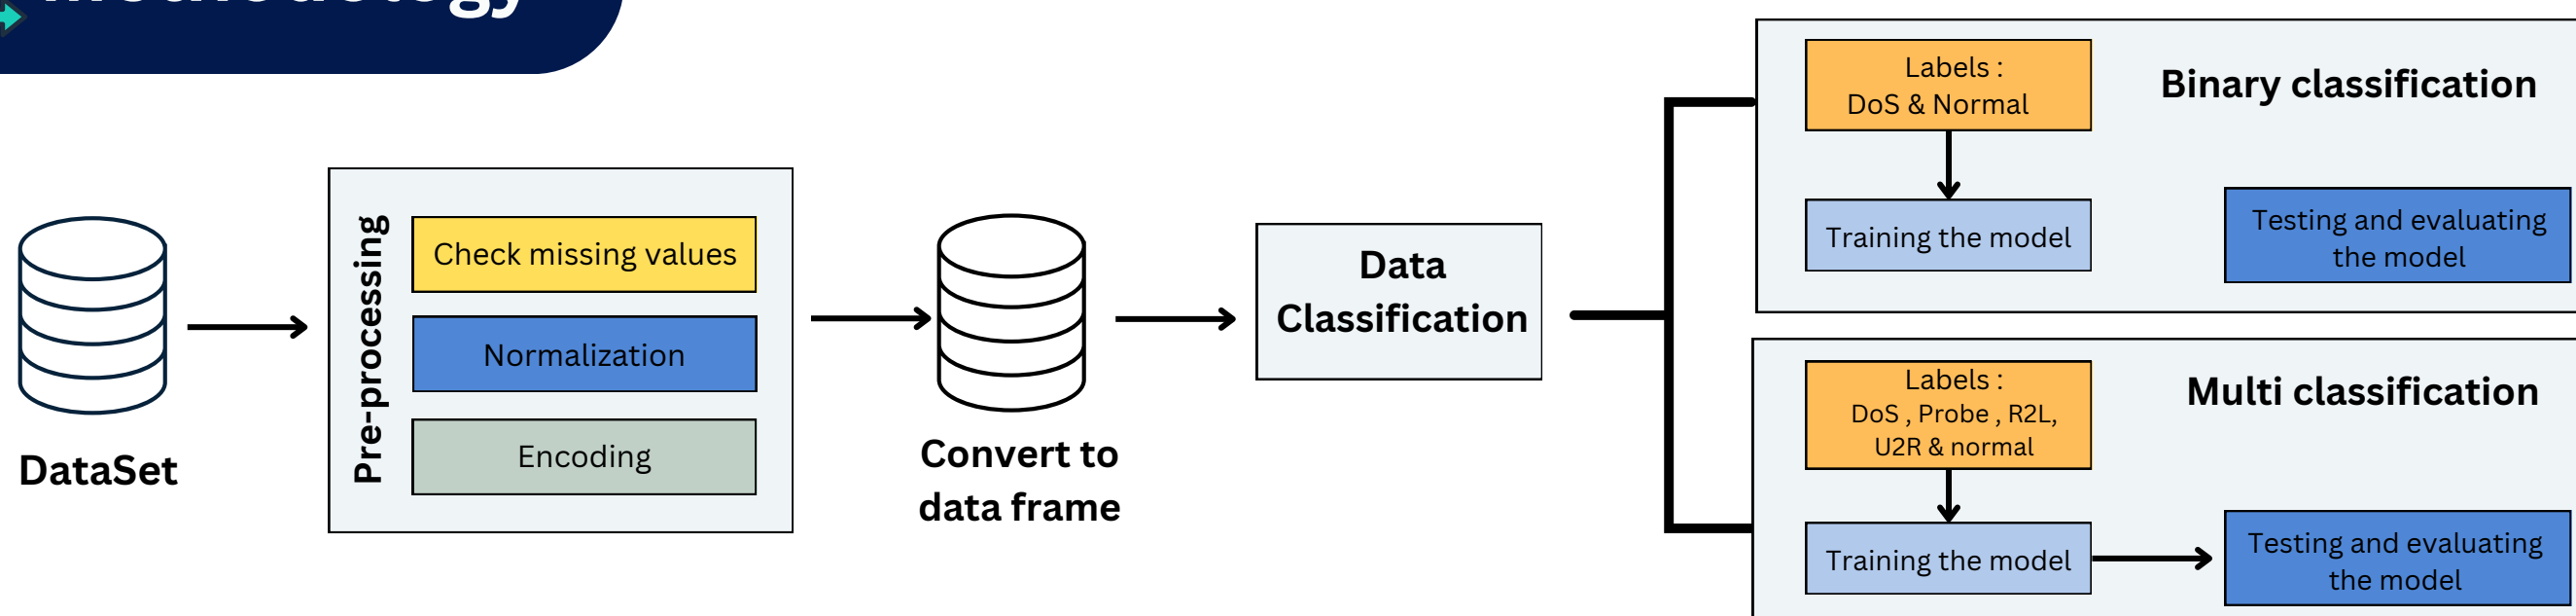 Methodology
DataSet
Pre-processing
Check missing values
Normalization
Encoding
Convert to
data frame
Data
Classification
Binary classification
Labels :
DoS & Normal
Training the model
Testing and evaluating
the model
Multi classification
Labels :
DoS , Probe , R2L,
U2R & normal
Training the model
Testing and evaluating
the model